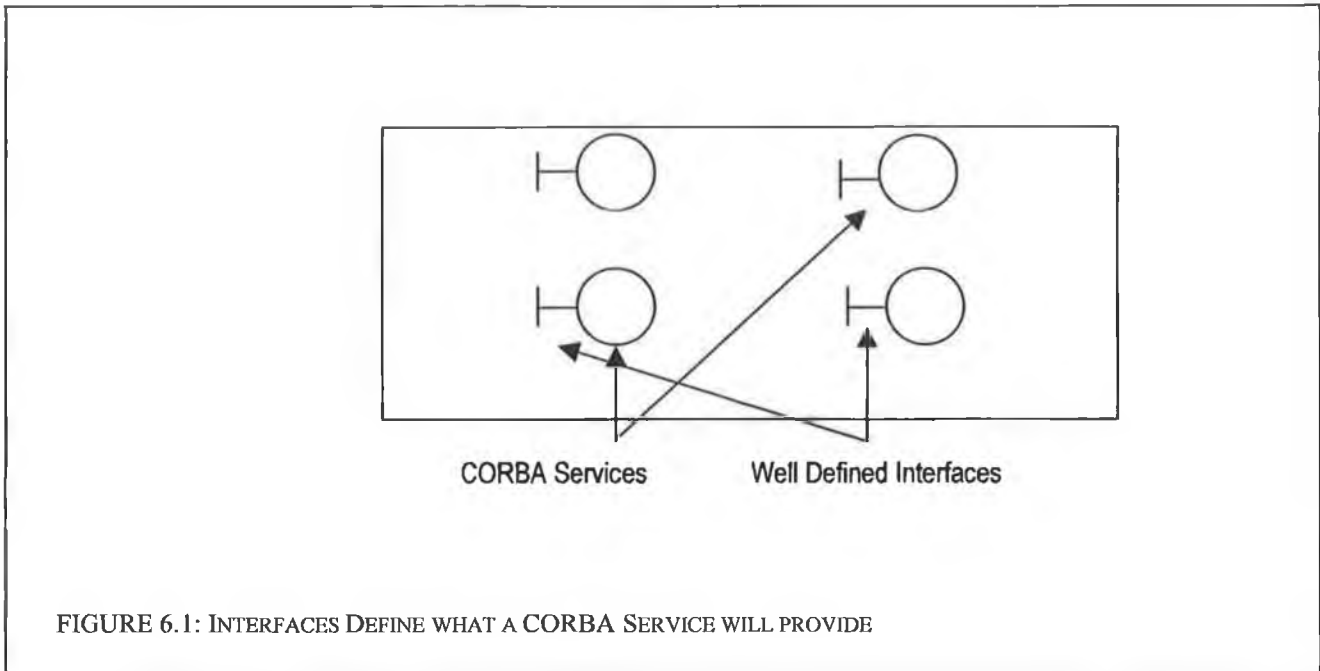 CORBA Services
Well Defined Interfaces
FIGURE 6.1: INTERFACES DEFINE WHAT A CORBA SERVICE WILL PROVIDE